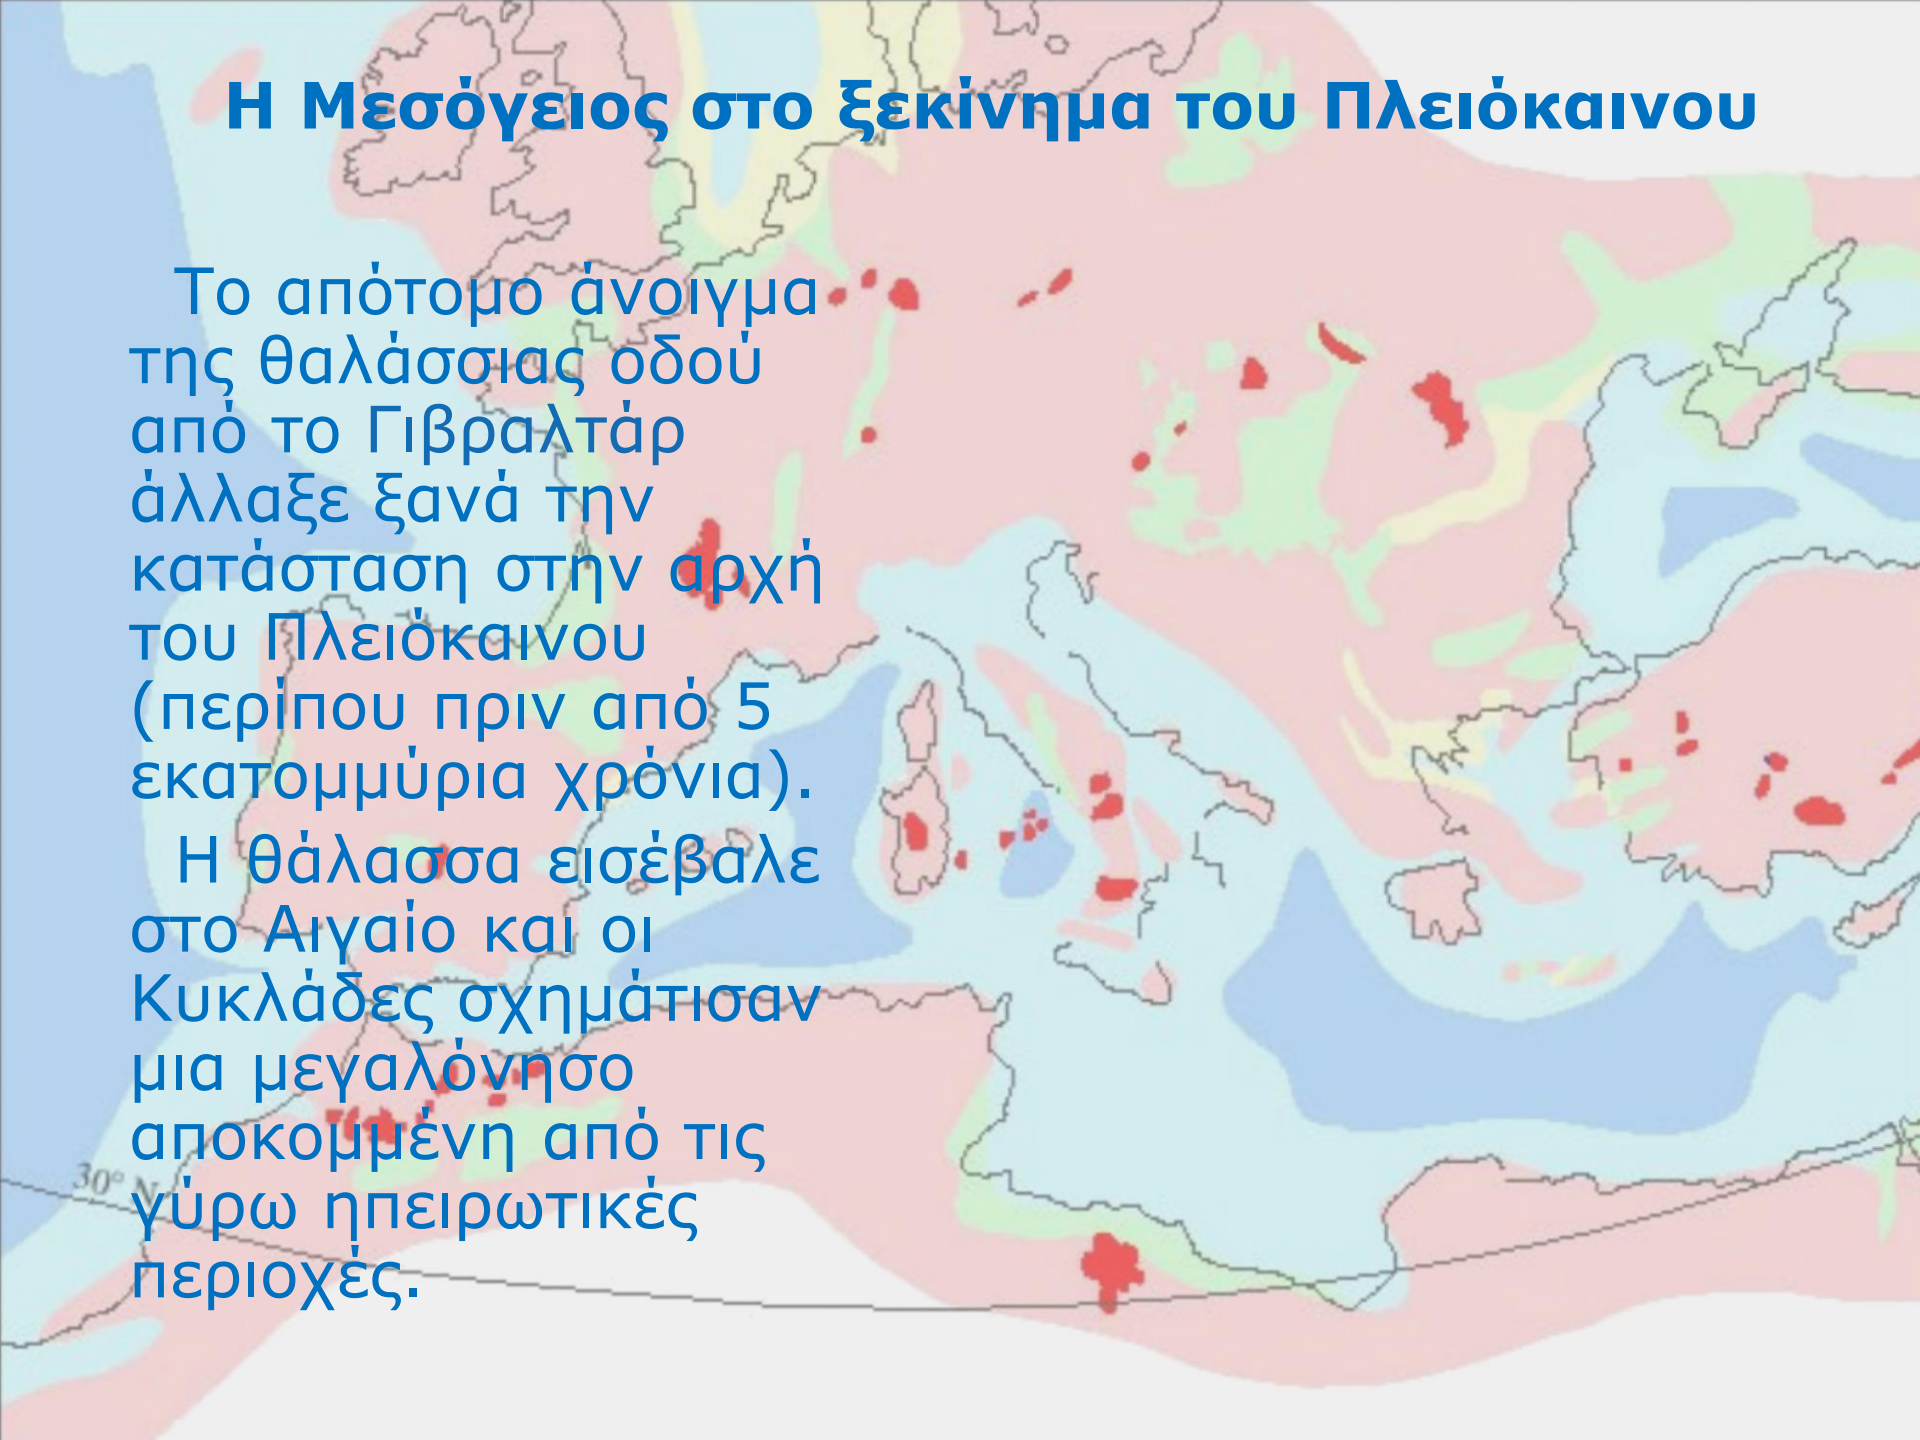 Η Μεσόγειος στο ξεκίνημα του Πλειόκαινου
Το απότομο άνοιγμα
της θαλάσσιας οδού
από το Γιβραλτάρ
άλλαξε ξανά την
κατάσταση στην αρχή
του Πλειόκαινου
(περίπου πριν από 5
εκατομμύρια χρόνια).
Η θάλασσα εισέβαλε
στο Αιγαίο και οι
Κυκλάδες σχημάτισαν
μια μεγαλόνησο
αποκομμένη από τις
30° N
γύρω ηπειρωτικές
περιοχές.